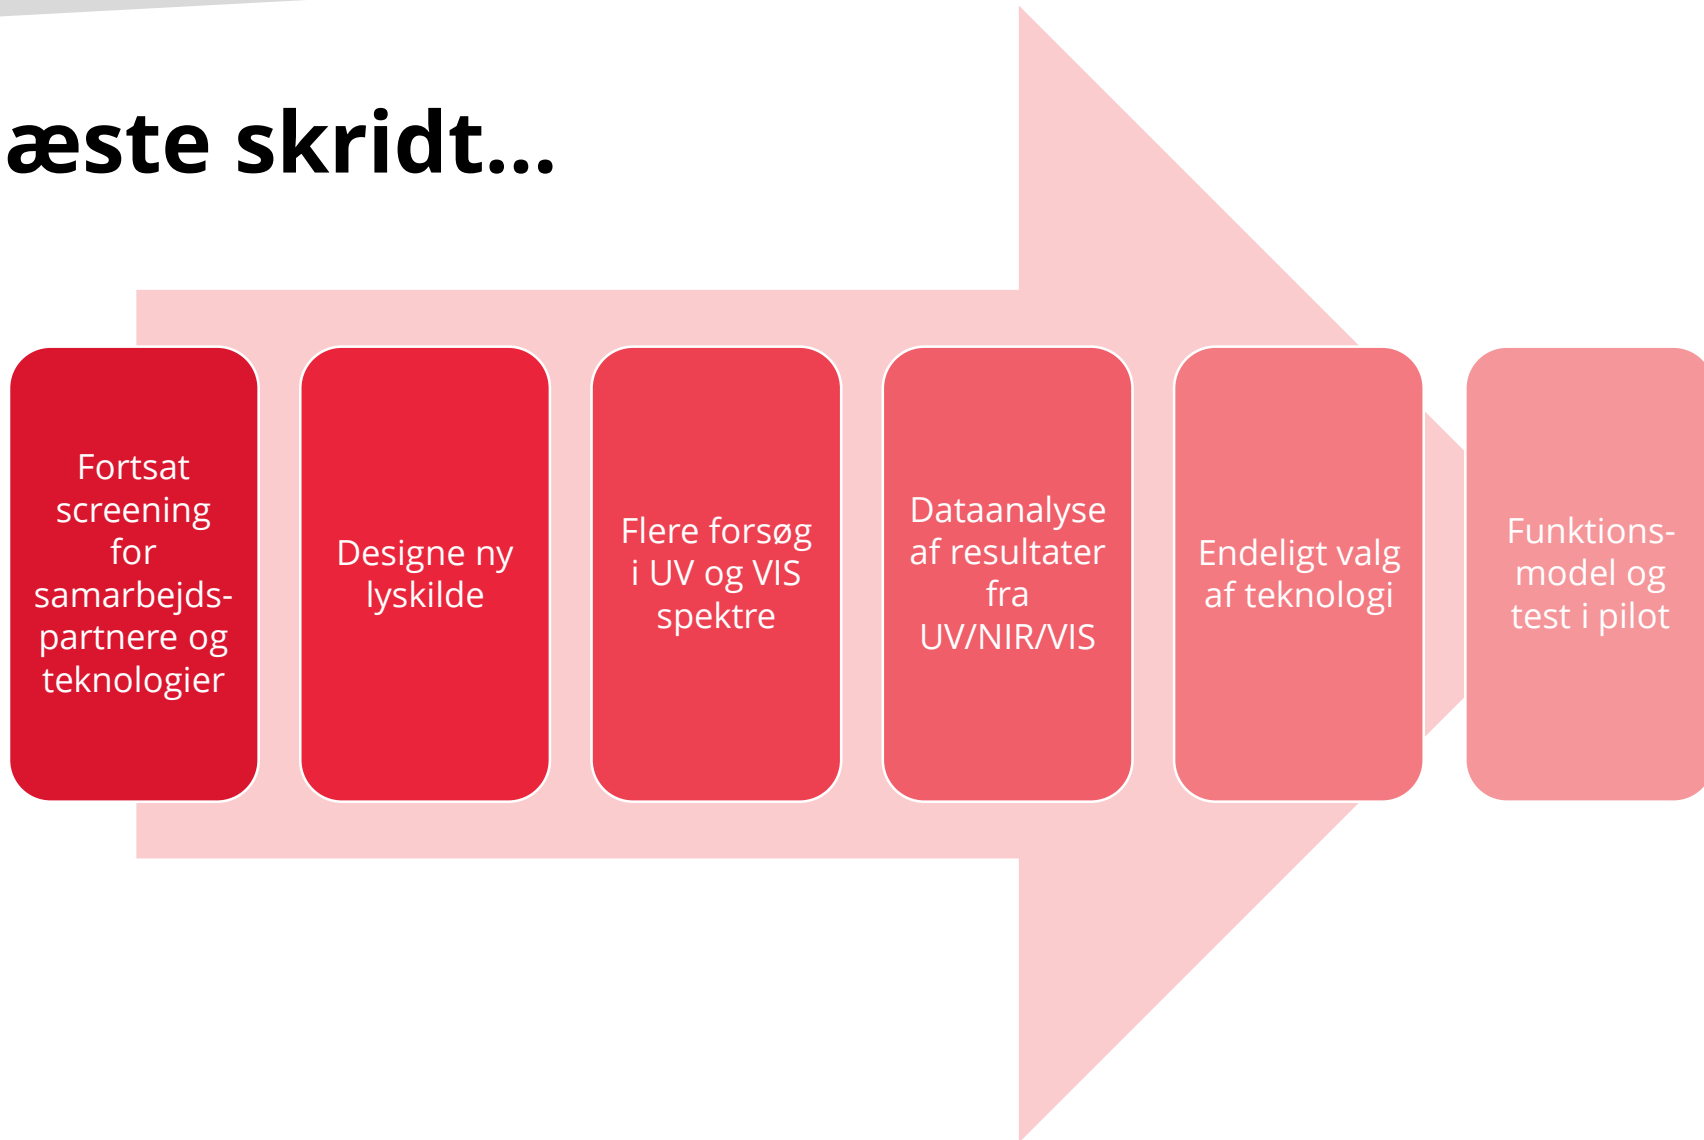 æste skridt...
Fortsat
screening
for
samarbejds-
partnere og
teknologier
Designe ny
lyskilde
Flere forsøg
i UV og VIS
spektre
Dataanalyse
af resultater
fra
UV/NIR/VIS
Endeligt valg
af teknologi
Funktions-
model og
test i pilot